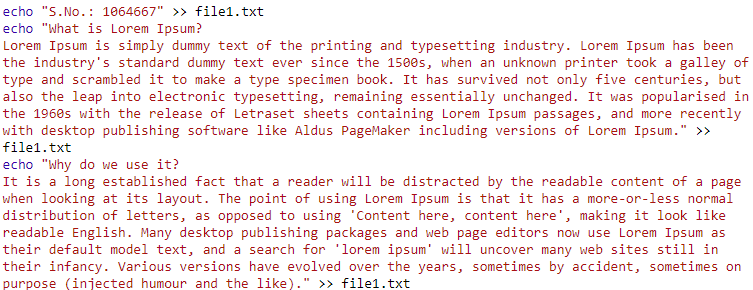 echo "S.No.: 1064667" >> file1.txt
echo "What is Lorem Ipsum?
Lorem Ipsum is simply dummy text of the printing and typesetting industry. Lorem Ipsum has been
the industry's standard dummy text ever since the 1500s, when an unknown printer took a galley of
type and scrambled it to make a type specimen book. It has survived not only five centuries, but
also the leap into electronic typesetting, remaining essentially unchanged. It was popularised in
the 1960s with the release of Letraset sheets containing Lorem Ipsum passages, and more recently
with desktop publishing software like Aldus PageMaker including versions of Lorem Ipsum." >>
file1.txt
echo "Why do we use it?
It is a long established fact that a reader will be distracted by the readable content of a page
when looking at its layout. The point of using Lorem Ipsum is that it has a more-or-less normal
distribution of letters, as opposed to using 'Content here, content here', making it look like
readable English. Many desktop publishing packages and web page editors now use Lorem Ipsum as
their default model text, and a search for 'lorem ipsum' will uncover many web sites still in
their infancy. Various versions have evolved over the years, sometimes by accident, sometimes on
purpose (injected humour and the like)." >> file1.txt